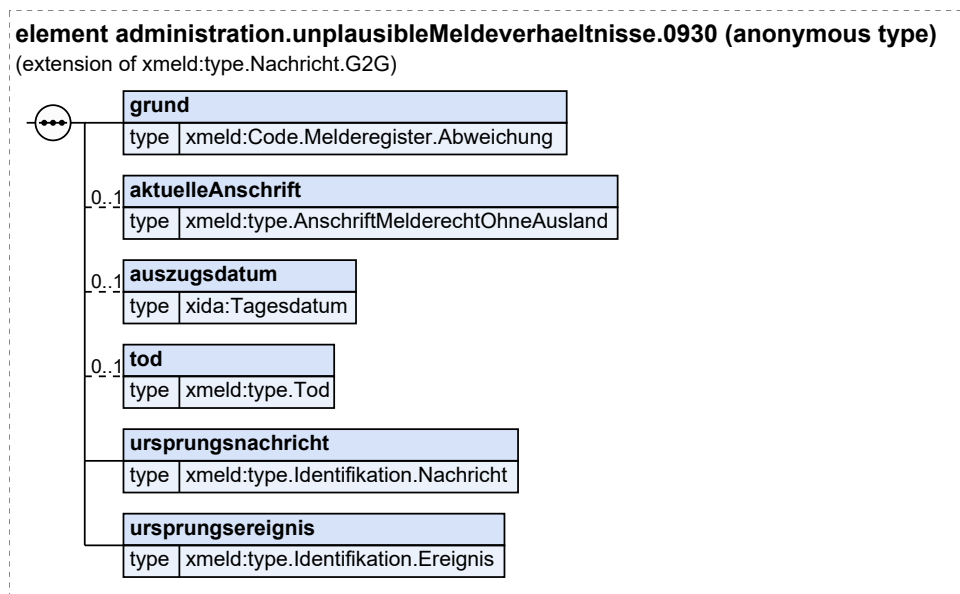 element administration.unplausibleMeldeverhaeltnisse.0930 (anonymous type)
(extension of xmeld:type.Nachricht.G2G)
grund
type xmeld:Code.Melderegister.Abweichung
0..1 aktuelleAnschrift
type xmeld:type.AnschriftMelderechtOhneAusland
0..1 auszugsdatum
type xida:Tagesdatum
0..1 tod
type xmeld:type.Tod
ursprungsnachricht
type xmeld:type.Identifikation.Nachricht
ursprungsereignis
type xmeld:type.Identifikation.Ereignis